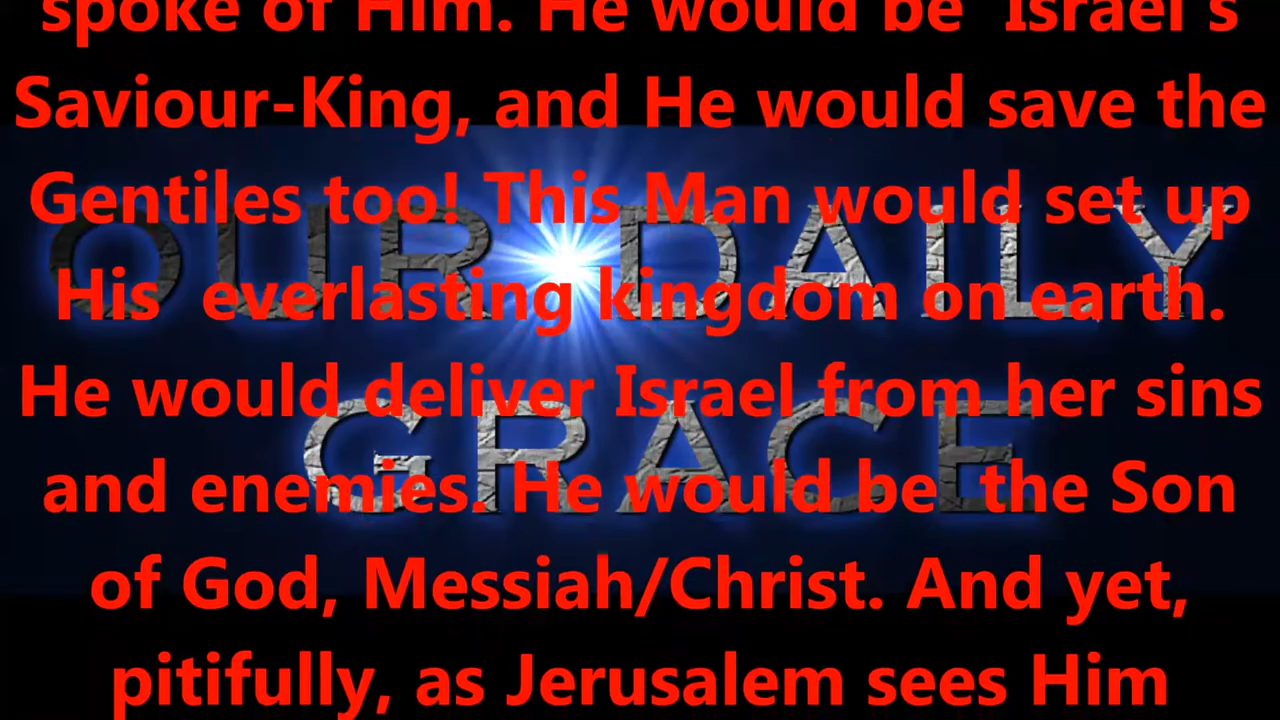 spoke of Him. He would be  Israel's
Saviour-King, and He would save the
Gentiles too! This Man would set up
OUR DAILY
His  everlasting kingdom on earth.
He would deliver Israel from her sins
GRACE
and enemies. He would be  the Son
of God, Messiah/Christ. And yet,
pitifully, as Jerusalem sees Him